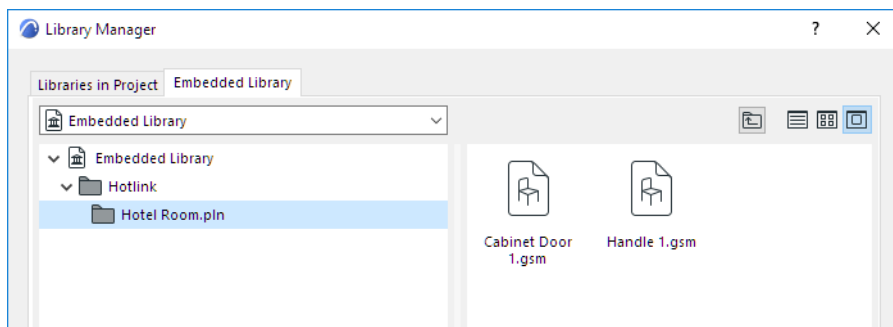 Library Manager
?
Libraries in Project
Embedded Library
Embedded Library
Embedded Library
Hotlink
Hotel Room.pln
Cabinet Door
1.gsm
Handle 1.gsm